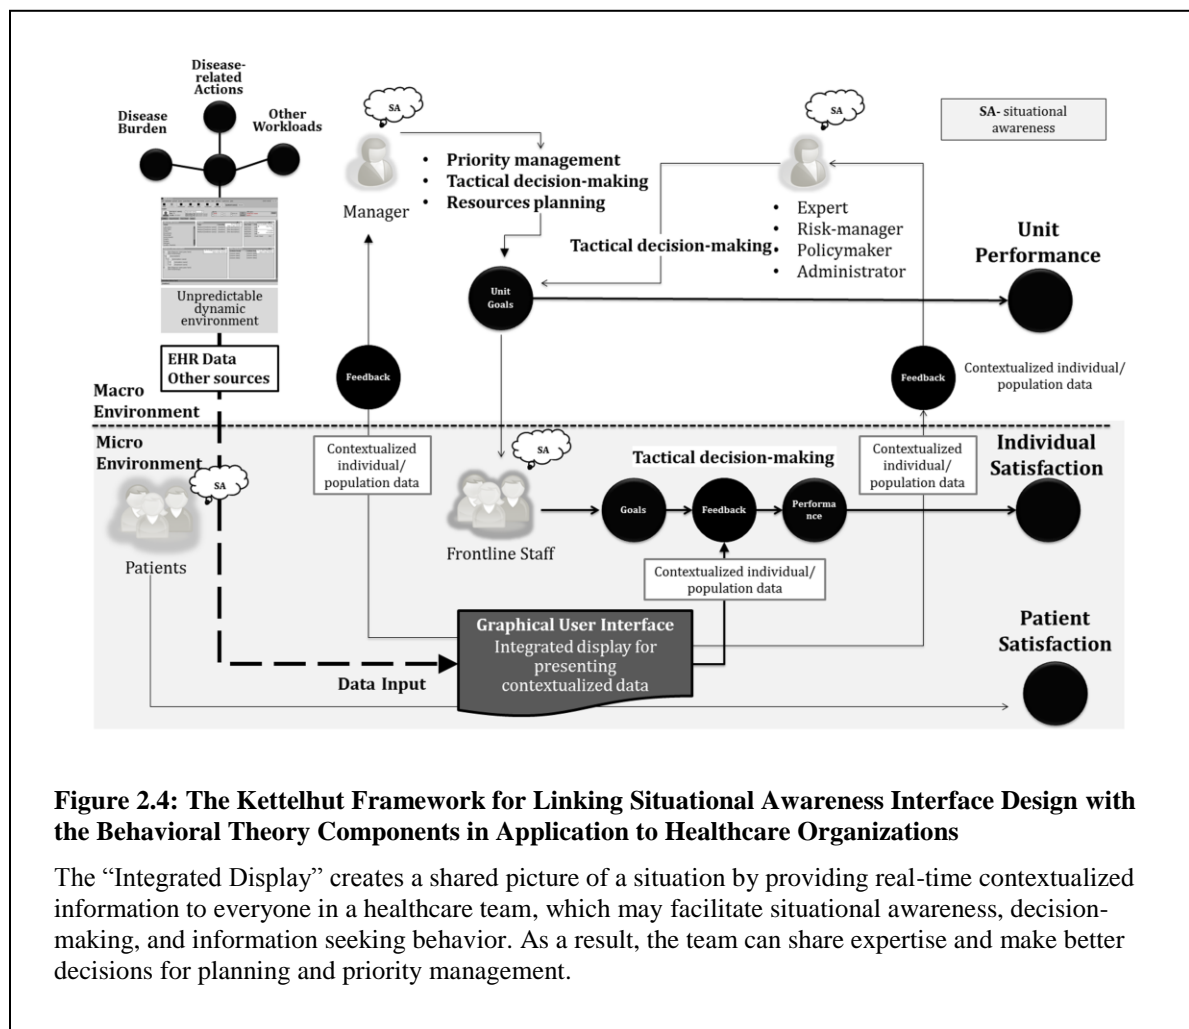 Disease-
related
Actions
Disease
Burden
Other
Workloads
SA
SA
SA- situational
awareness
Manager
• Priority management
• Tactical decision-making
• Resources planning
• Expert
• Risk-manager
• Policymaker
• Administrator
Tactical decision-making
Unit
Performance
Unit
Goals
Unpredictable
dynamic
environment
EHR Data
Other sources
Feedback
Feedback
Contextualized individual/
population data
Macro
Environment
Micro
Environment
SA
Patients
Contextualized
individual/
population data
SA
Frontline Staff
Tactical decision-making
Goals
Feedback
Performa
nce
Contextualized
individual/
population data
Individual
Satisfaction
Contextualized individual/
population data
Graphical User Interface
Integrated display for
presenting
contextualized data
Data Input
Patient
Satisfaction
Figure 2.4: The Kettelhut Framework for Linking Situational Awareness Interface Design with
the Behavioral Theory Components in Application to Healthcare Organizations
The “Integrated Display” creates a shared picture of a situation by providing real-time contextualized
information to everyone in a healthcare team, which may facilitate situational awareness, decision-
making, and information seeking behavior. As a result, the team can share expertise and make better
decisions for planning and priority management.